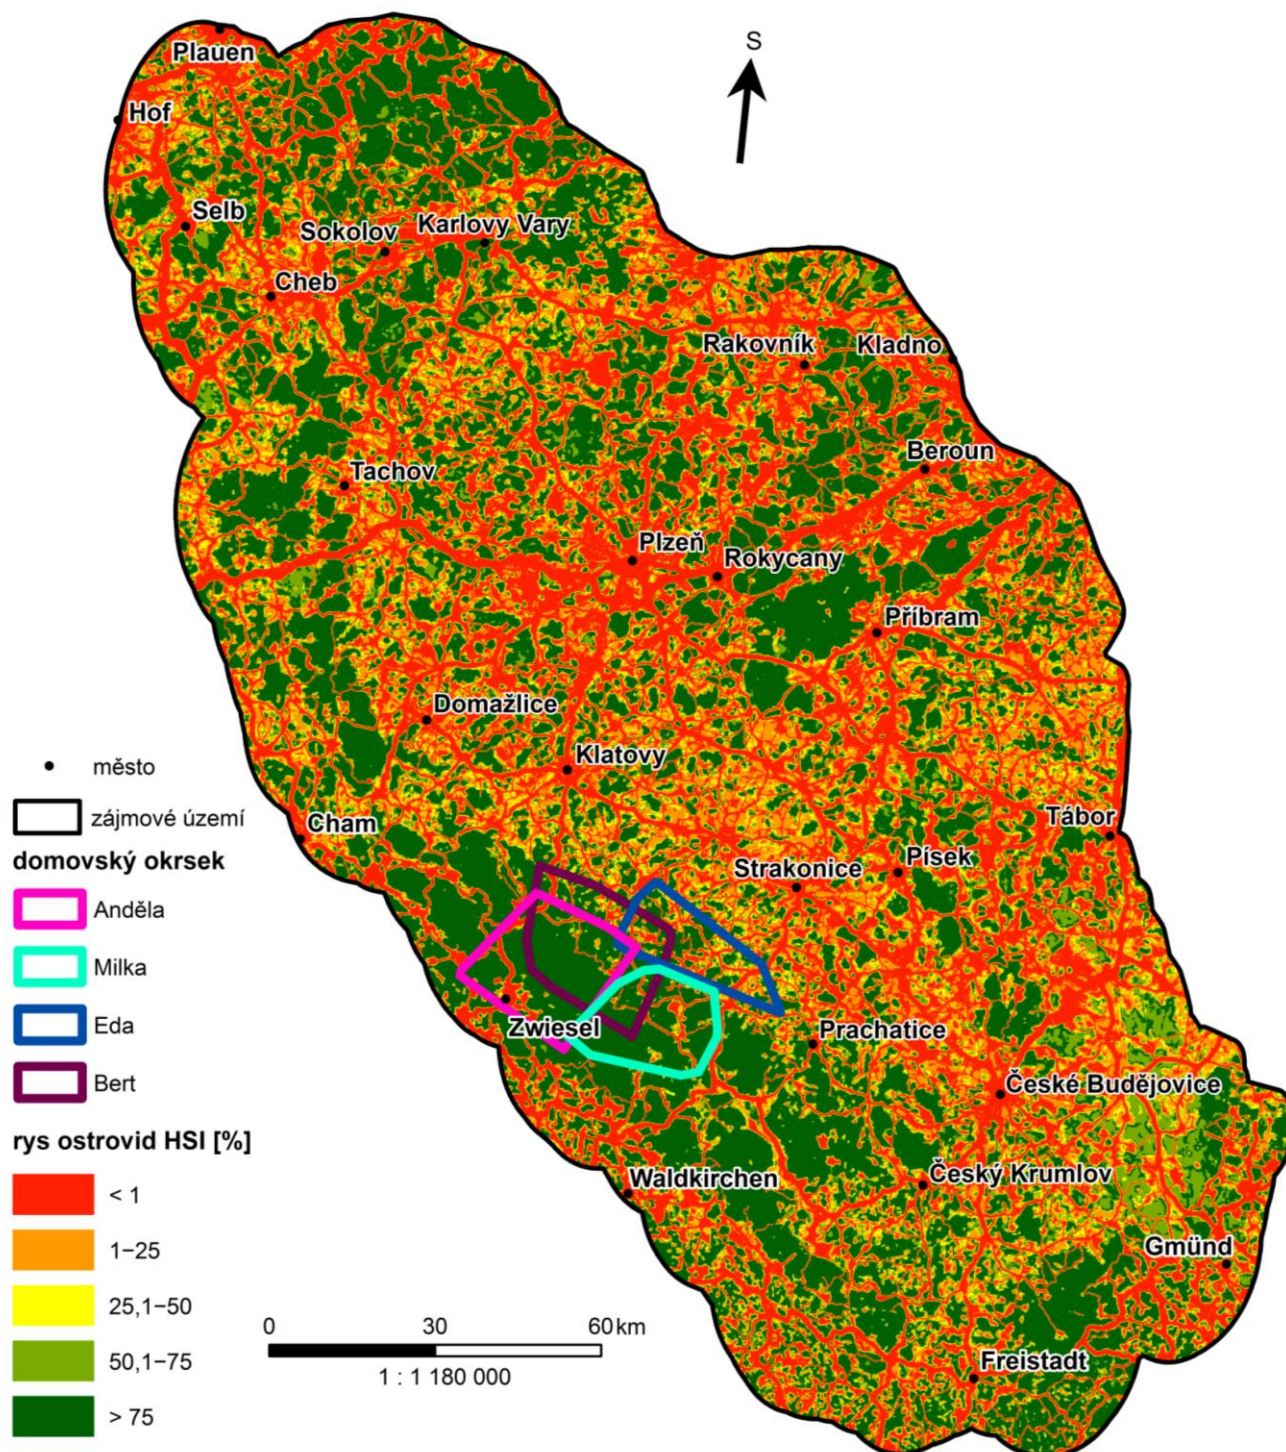 S
Plauen
Hof
Selb
Sokolov
Karlovy Vary
Cheb
Rakovník
Kladno
Beroun
Tachov
Plzeň
Rokycany
Příbram
Domažlice
Klatovy
Cham
Tábor
Strakonice
Písek
Zwiesel
Prachatice
České Budějovice
Waldkirchen
Český Krumlov
Gmünd
Freistadt
město
zájmové území
domovský okrsek
Anděla
Milka
Eda
Bert
rys ostrovid HSI [%]
< 1
1–25
25,1–50
50,1–75
> 75
0 30 60 km
1 : 1 180 000